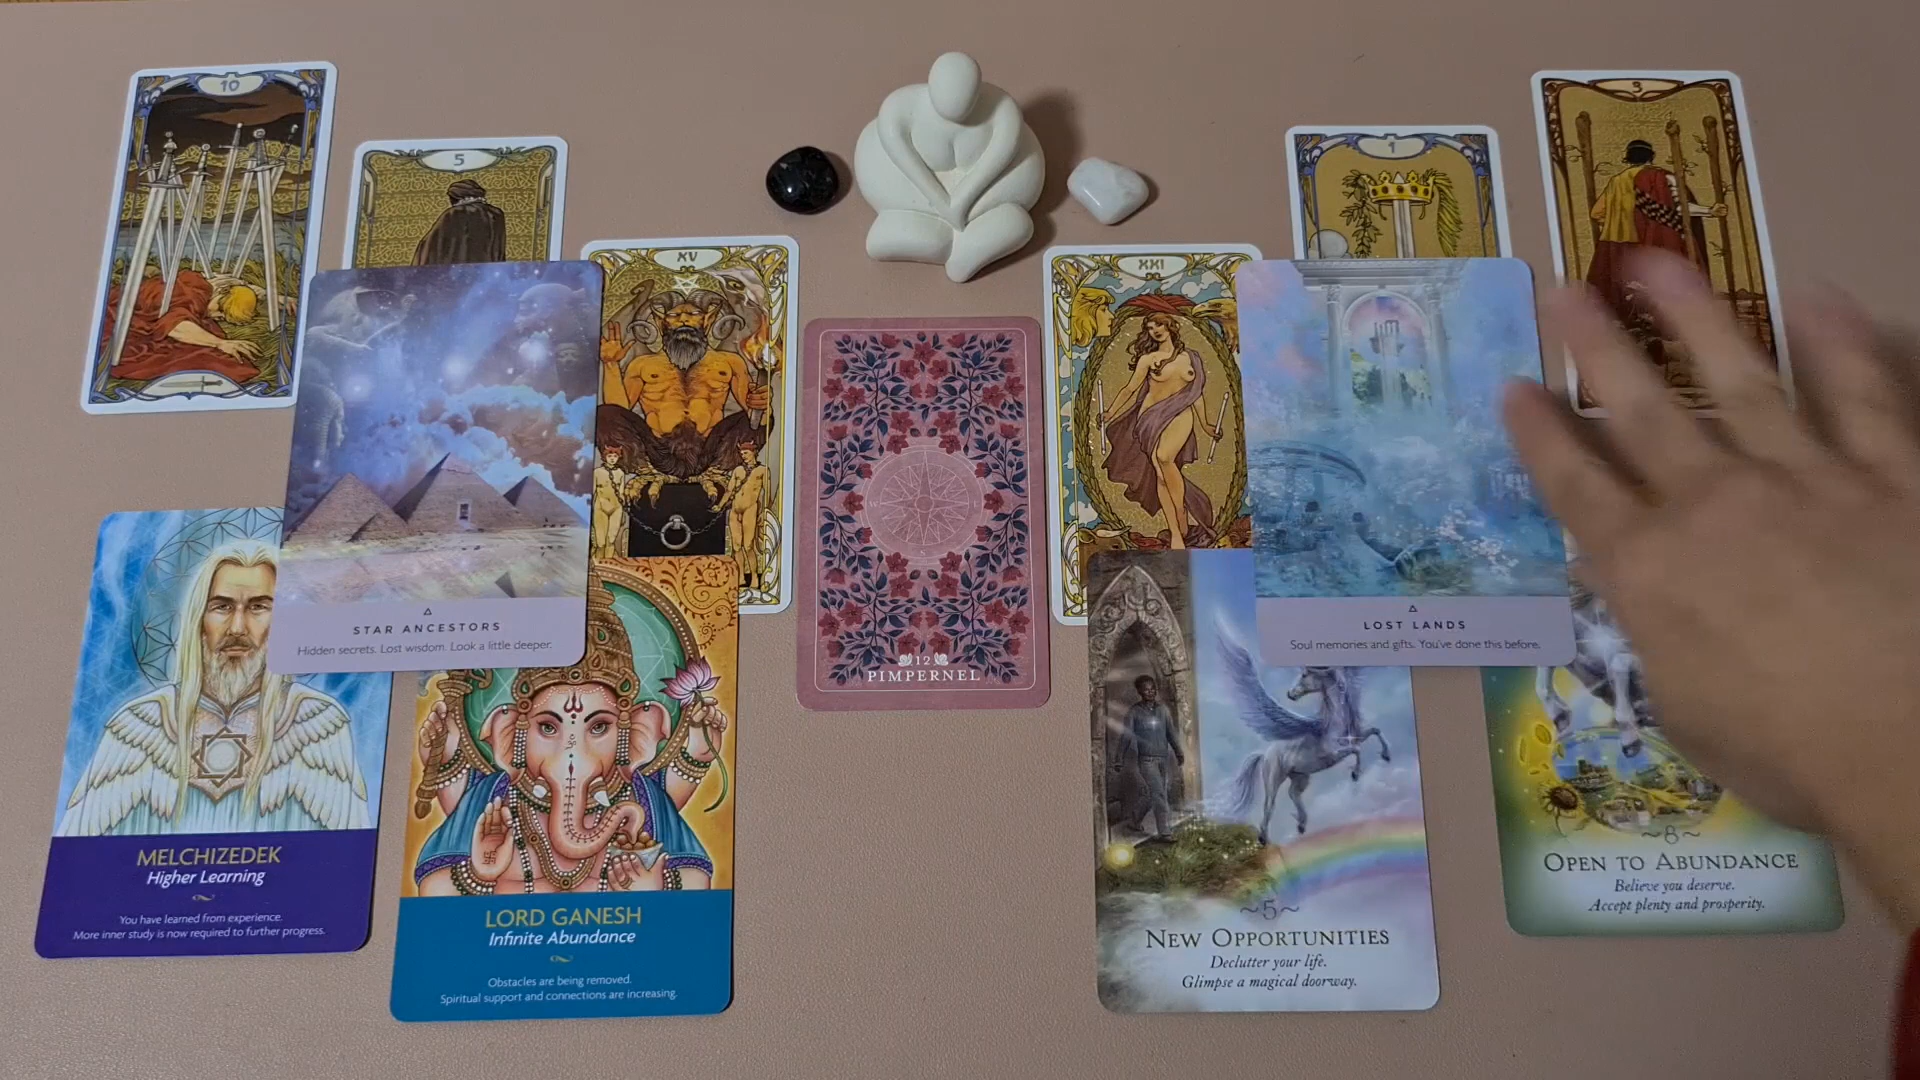 10
5
XV
XXI
1
3
STAR ANCESTORS
Hidden secrets. Lost wisdom. Look a little deeper.
LOST LANDS
Soul memories and gifts. You've done this before.
12
PIMPERNEL
MELCHIZEDEK
Higher Learning
You have learned from experience.
More inner study is now required to further progress.
LORD GANESH
Infinite Abundance
Obstacles are being removed.
Spiritual support and connections are increasing.
~5~
NEW OPPORTUNITIES
Declutter your life.
Glimpse a magical doorway.
~8~
OPEN TO ABUNDANCE
Believe you deserve.
Accept plenty and prosperity.